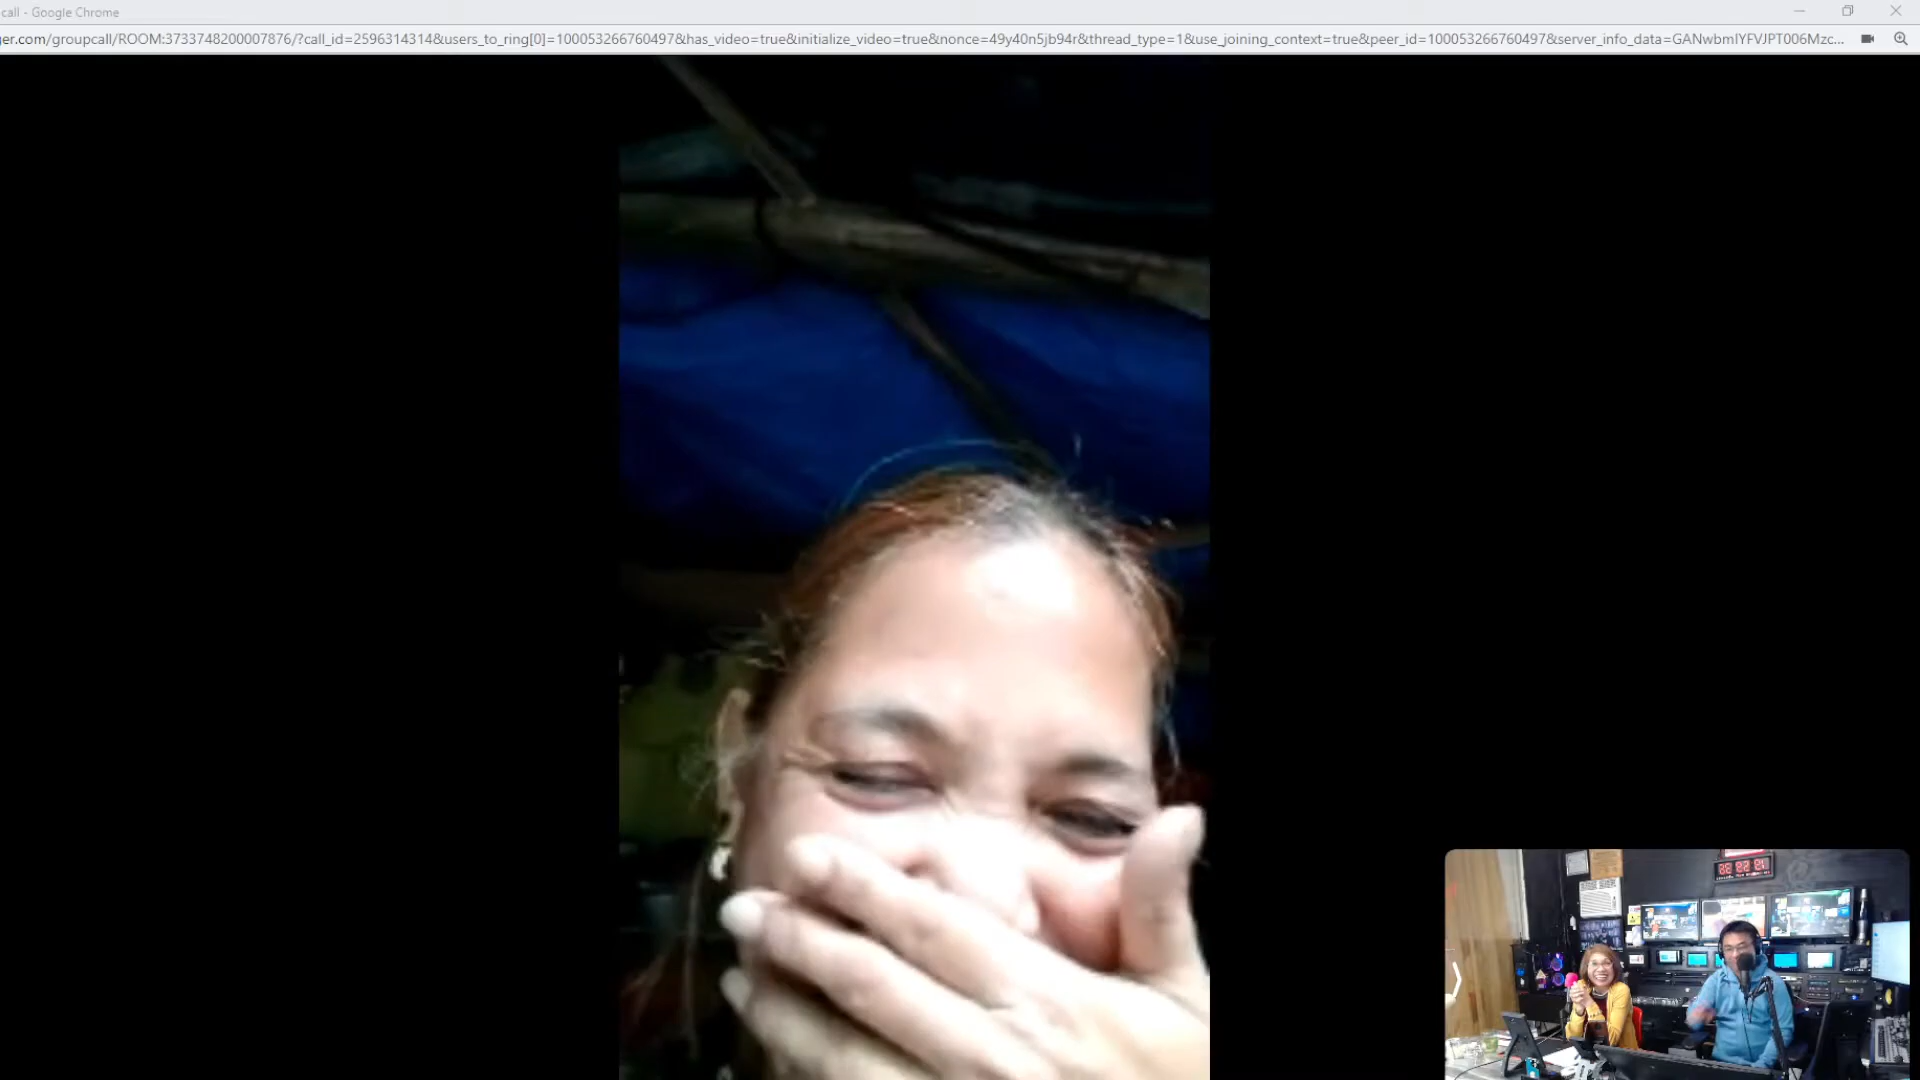 call - Google Chrome
ger.com/groupcall/ROOM:3733748200007876/?call_id=2596314314&users_to_ring[0]=100053266760497&has_video=true&initialize_video=true&nonce=49y40n5jb94r&thread_type=1&use_joining_context=true&peer_id=100053266760497&server_info_data=GANwbmlYFVJPT006Mzc...